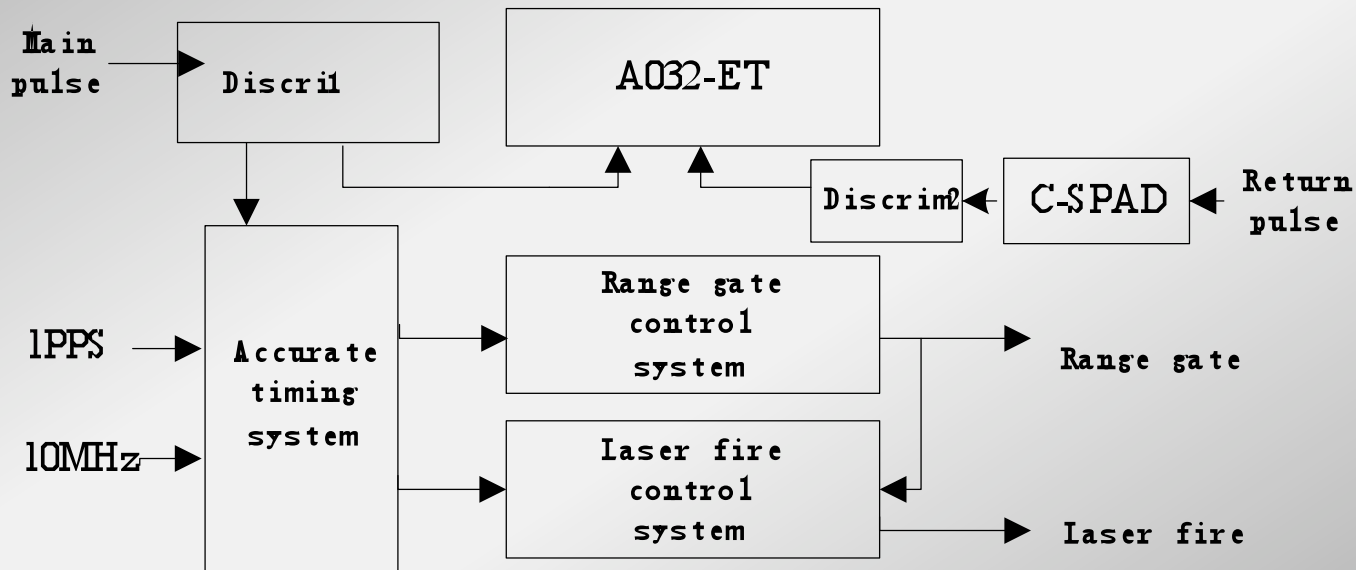 Main
pulse
Discri1
A032-ET
Discrim2
C-SPAD
Return
pulse
1PPS
10MHz
Accurate
timing
system
Range gate
control
system
Range gate
Laser fire
control
system
Laser fire